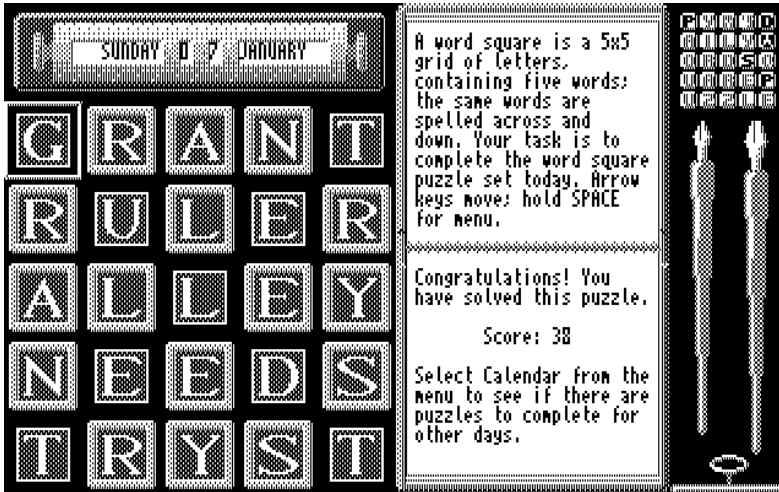 SUNDAY 0 7 JANUARY
G R A N T
R U L E R
A L L E Y
N E E D S
T R Y S T
A word square is a 5x5
grid of letters,
containing five words;
the same words are
spelled across and
down. Your task is to
complete the word square
puzzle set today. Arrow
keys move; hold SPACE
for menu.
Congratulations! You
have solved this puzzle.
Score: 38
Select Calendar from the
menu to see if there are
puzzles to complete for
other days.